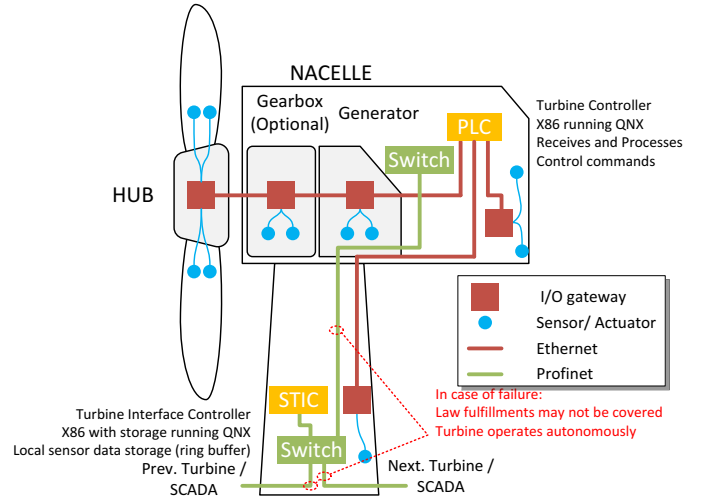 NACELLE
Gearbox
(Optional)
Generator
PLC
Switch
Turbine Controller
X86 running QNX
Receives and Processes
Control commands
HUB
I/O gateway
Sensor/ Actuator
Ethernet
Profinet
STIC
Switch
In case of failure:
Law fulfillments may not be covered
Turbine operates autonomously
Turbine Interface Controller
X86 with storage running QNX
Local sensor data storage (ring buffer)
Prev. Turbine /
SCADA
Next. Turbine /
SCADA